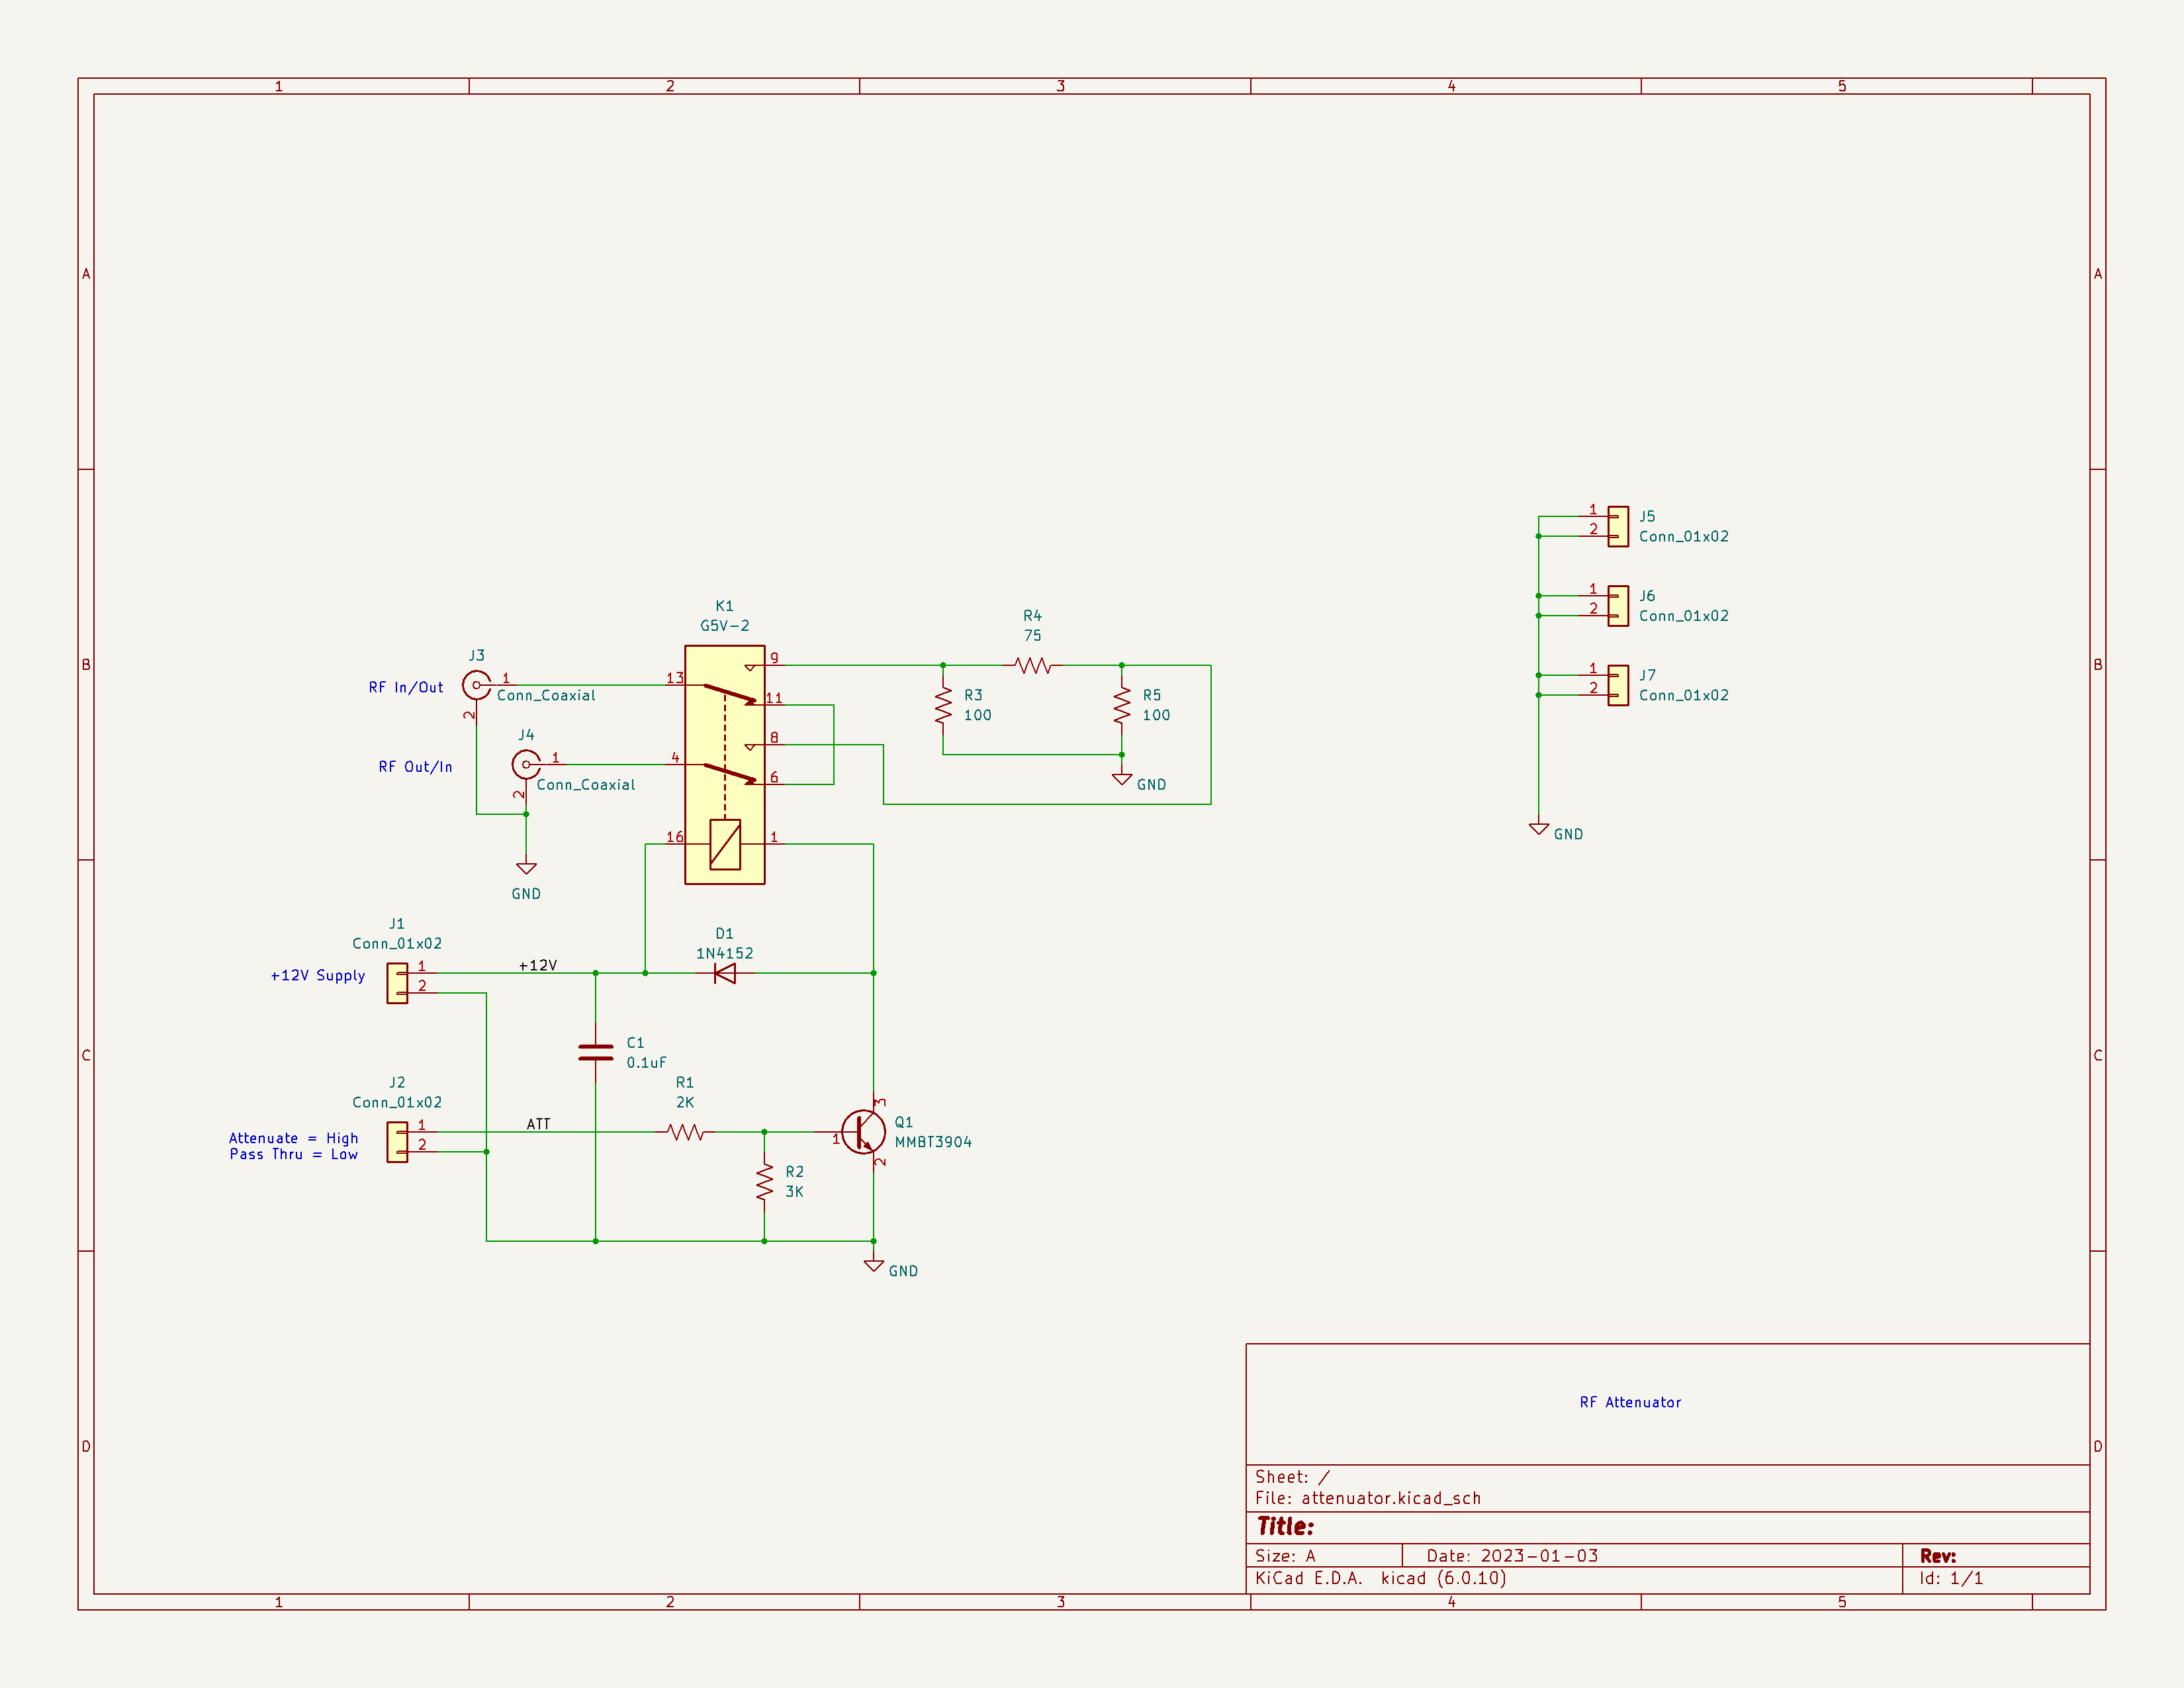 1 2 3 4 5
A A
J5
Conn_01x02
1
2
J6
Conn_01x02
1
2
J7
Conn_01x02
1
2
GND
K1
G5V-2
R4
75
J3
RF In/Out
1
Conn_Coaxial
2
13
9
11
8
4
6
16
1
B B
R3
100
R5
100
GND
J4
RF Out/In
1
Conn_Coaxial
2
GND
J1
Conn_01x02
+12V Supply
1
2
+12V
D1
1N4152
C1
0.1uF
C C
J2
Conn_01x02
Attenuate = High
Pass Thru = Low
1
2
ATT
R1
2K
R2
3K
3
1
2
Q1
MMBT3904
GND
D D
RF Attenuator
Sheet: /
File: attenuator.kicad_sch
Title:
Size: A Date: 2023-01-03 Rev:
KiCad E.D.A. kicad (6.0.10) Id: 1/1
1 2 3 4 5